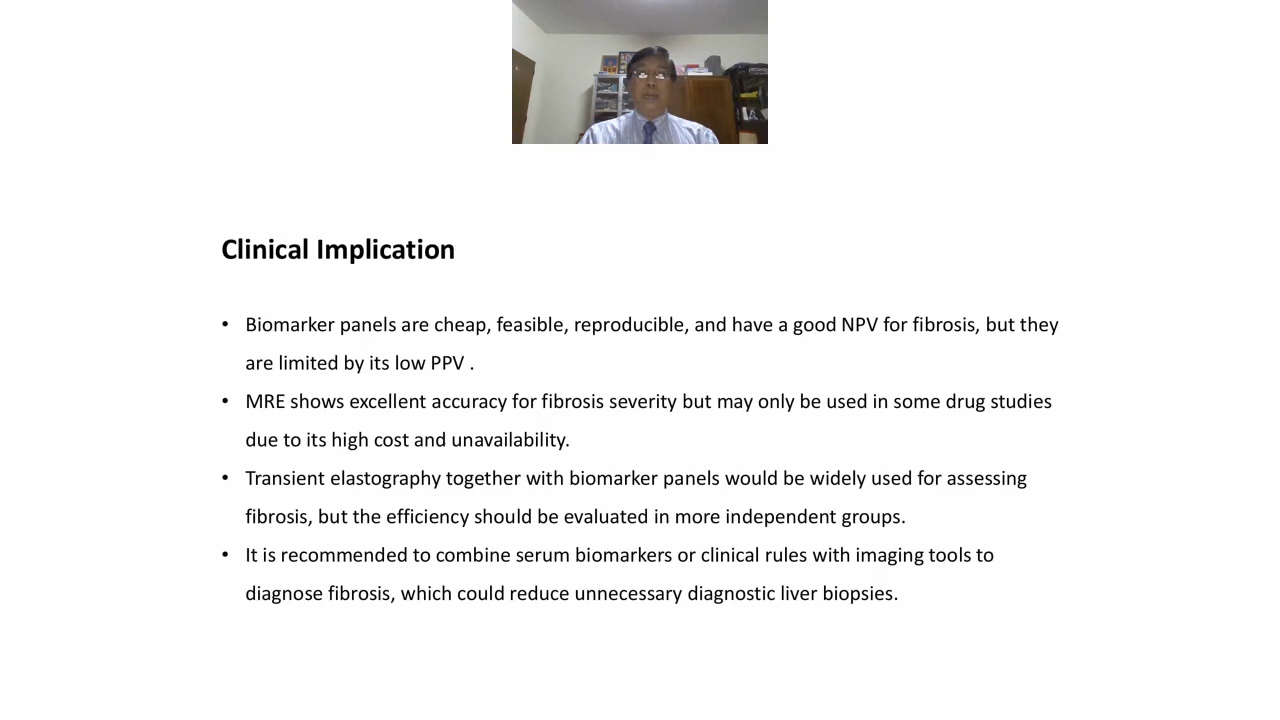 Clinical Implication
• Biomarker panels are cheap, feasible, reproducible, and have a good NPV for fibrosis, but they
are limited by its low PPV .
• MRE shows excellent accuracy for fibrosis severity but may only be used in some drug studies
due to its high cost and unavailability.
• Transient elastography together with biomarker panels would be widely used for assessing
fibrosis, but the efficiency should be evaluated in more independent groups.
• It is recommended to combine serum biomarkers or clinical rules with imaging tools to
diagnose fibrosis, which could reduce unnecessary diagnostic liver biopsies.